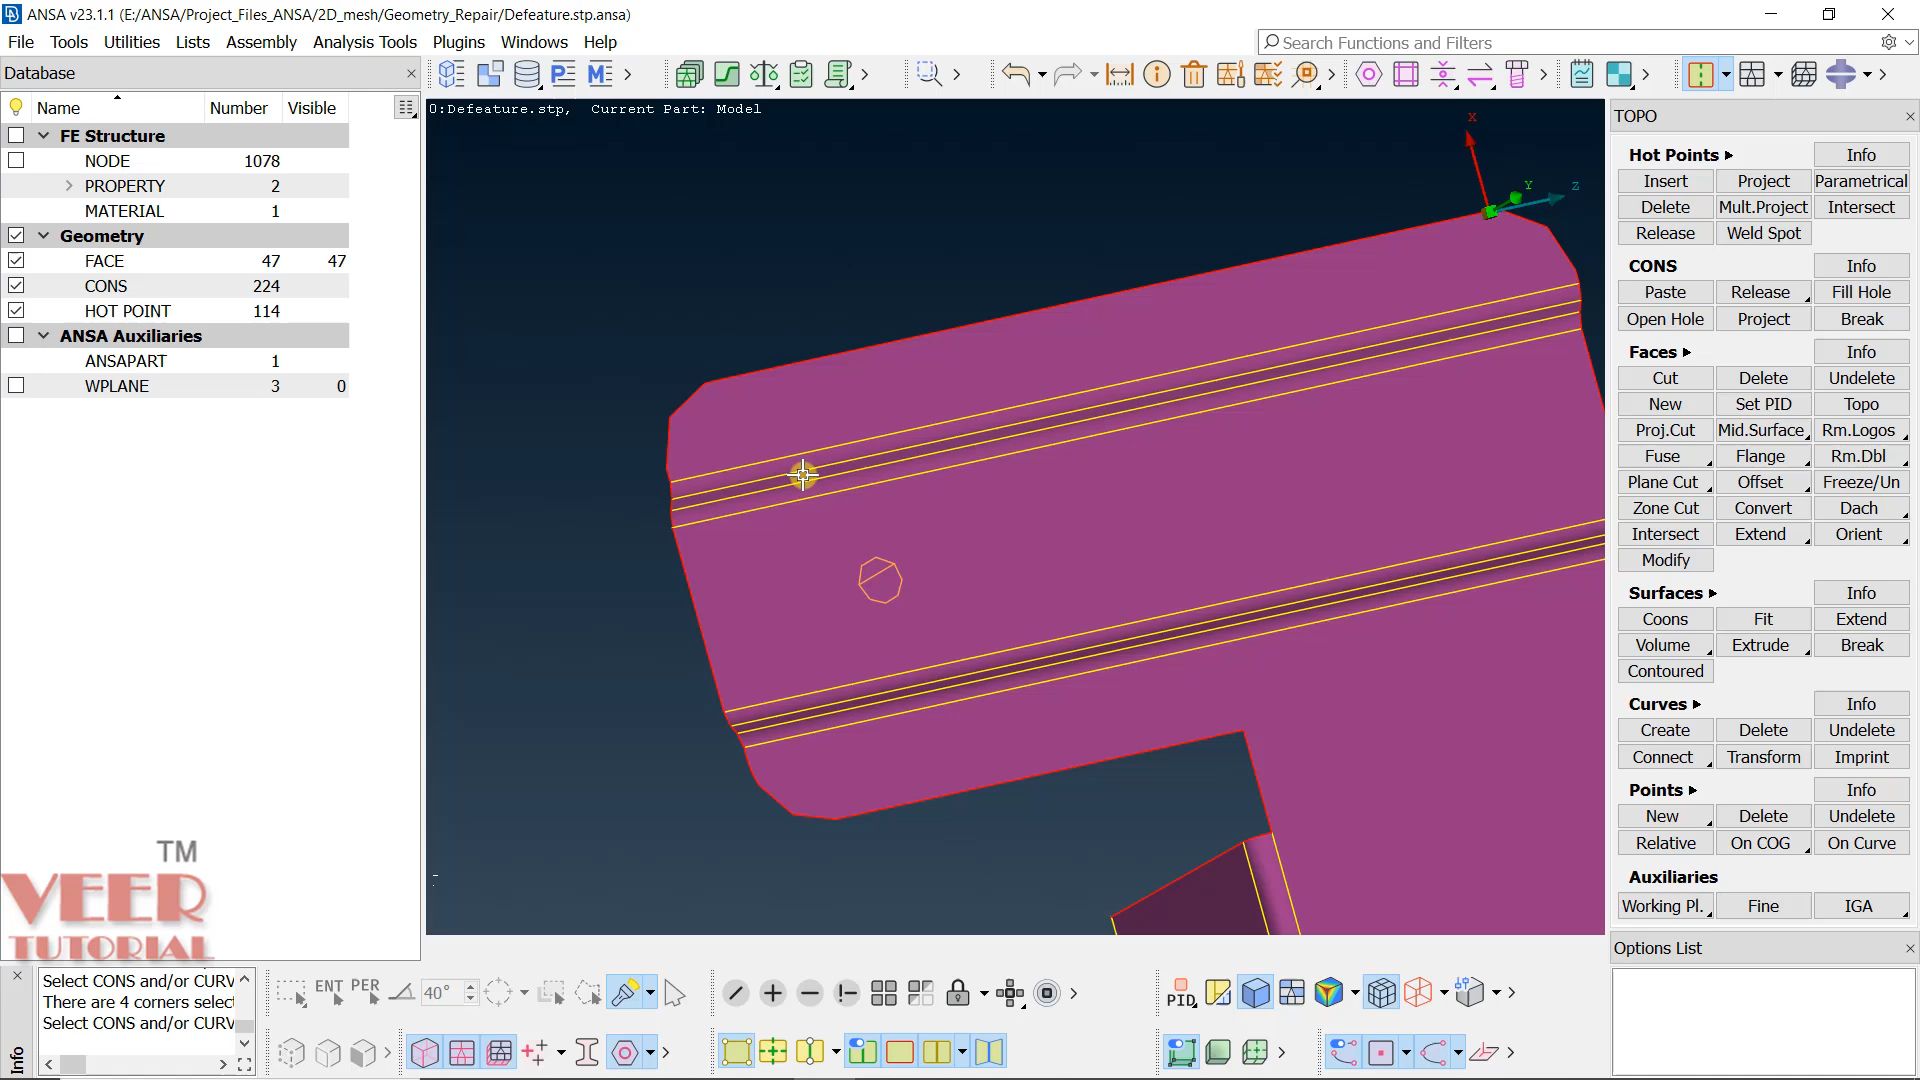 ANSA v23.1.1 (E:/ANSA/Project_Files_ANSA/2D_mesh/Geometry_Repair/Defeature.stp.ansa)
File Tools Utilities Lists Assembly Analysis Tools Plugins Windows Help
Search Functions and Filters
Database
Name Number Visible
FE Structure
NODE 1078
PROPERTY 2
MATERIAL 1
Geometry
FACE 47 47
CONS 224
HOT POINT 114
ANSA Auxiliaries
ANSAPART 1
WPLANE 3 0
TM
VEER
TUTORIAL
0:Defeature.stp, Current Part: Model
X
Y
Z
TOPO
Hot Points Info
Insert Project Parametrical
Delete Mult.Project Intersect
Release Weld Spot
CONS Info
Paste Release Fill Hole
Open Hole Project Break
Faces Info
Cut Delete Undelete
New Set PID Topo
Proj.Cut Mid.Surface Rm.Logos
Fuse Flange Rm.Dbl
Plane Cut Offset Freeze/Un
Zone Cut Convert Dach
Intersect Extend Orient
Modify
Surfaces Info
Coons Fit Extend
Volume Extrude Break
Contoured
Curves Info
Create Delete Undelete
Connect Transform Imprint
Points Info
New Delete Undelete
Relative On COG On Curve
Auxiliaries
Working Pl. Fine IGA
Options List
Info
Select CONS and/or CURV
There are 4 corners select
Select CONS and/or CURV
ENT PER 40°
PID